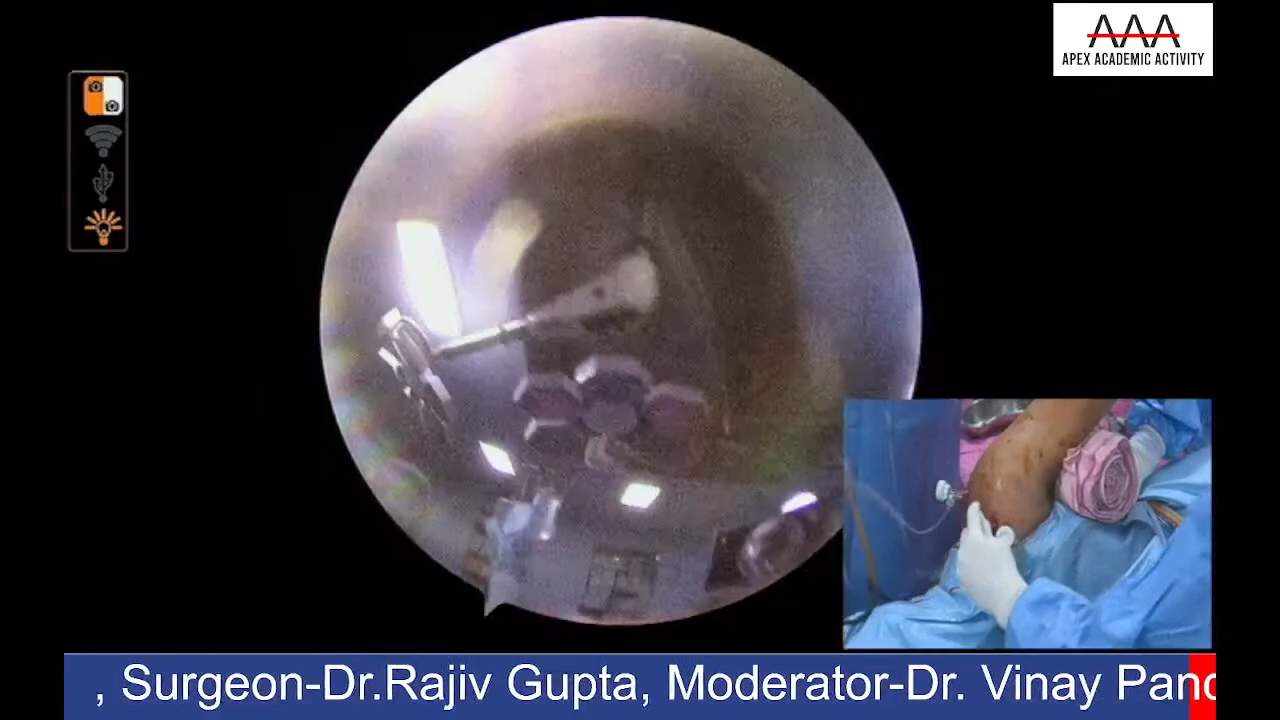 AAA
APEX ACADEMIC ACTIVITY
, Surgeon-Dr.Rajiv Gupta, Moderator-Dr. Vinay